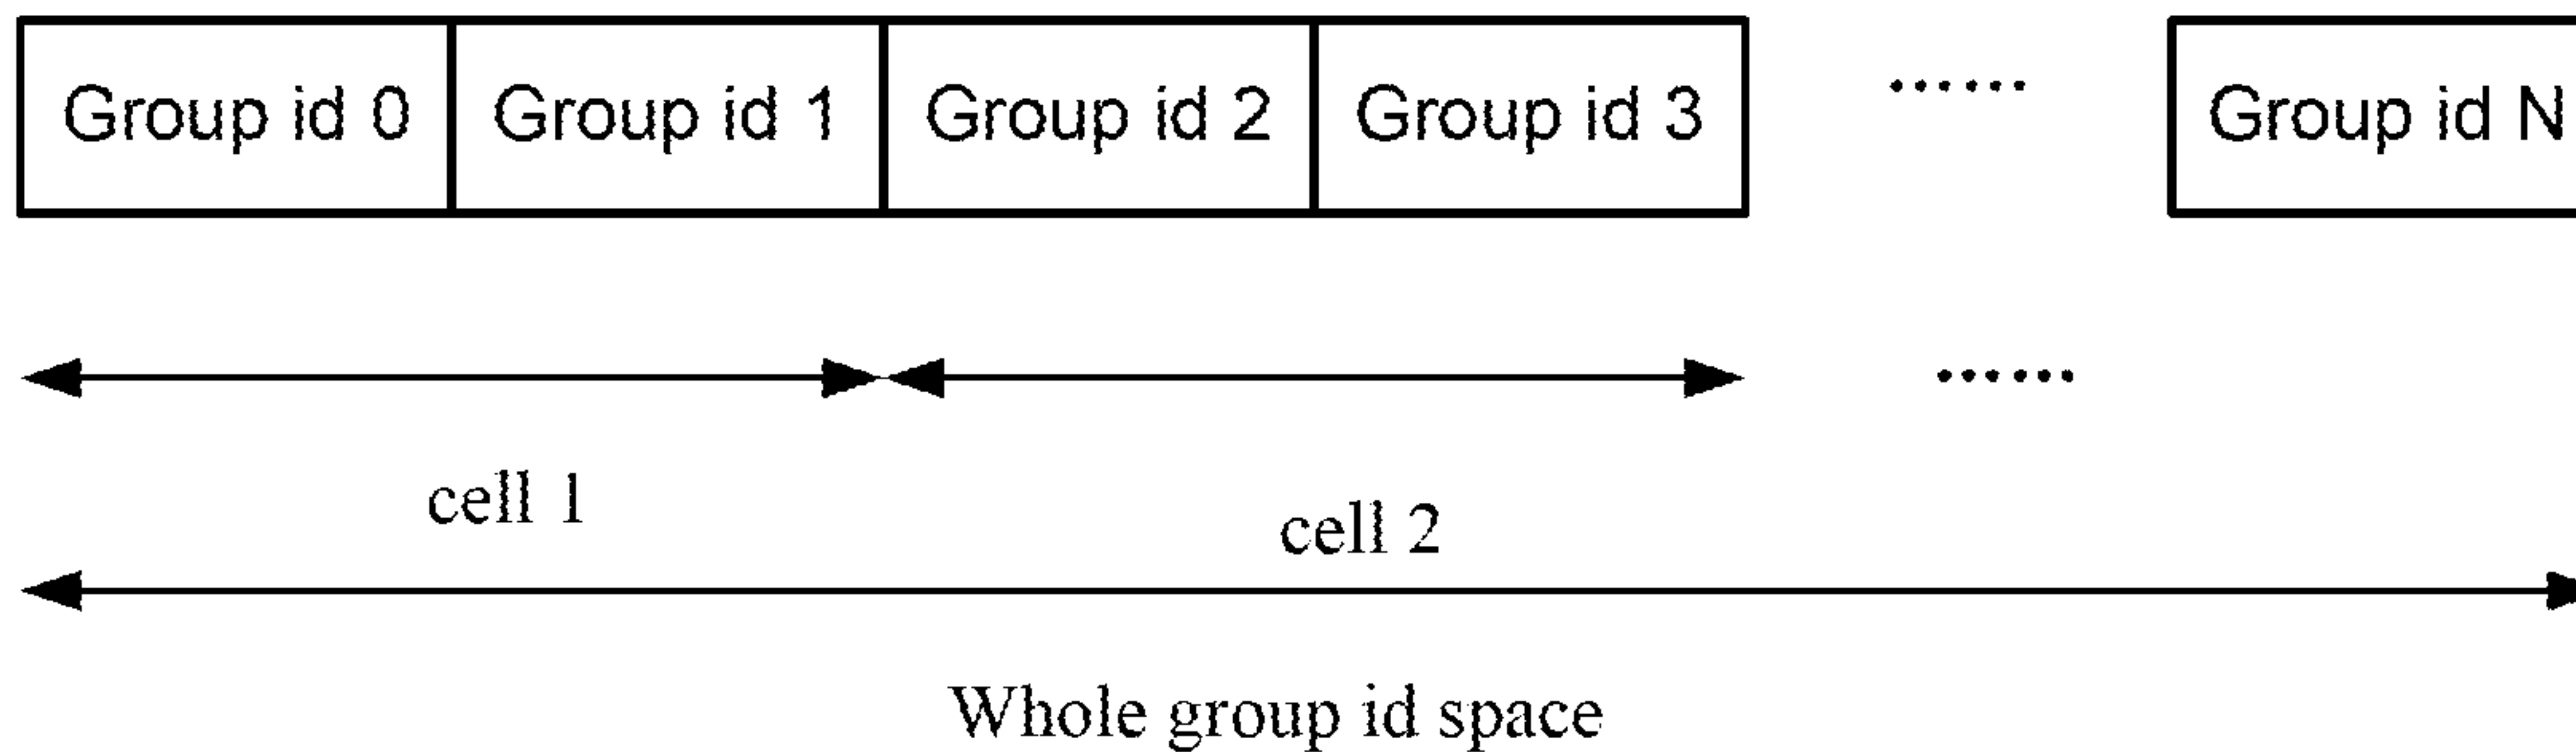 Group id 0 Group id 1 Group id 2 Group id 3 ...... Group id N
......
cell 1
cell 2
Whole group id space